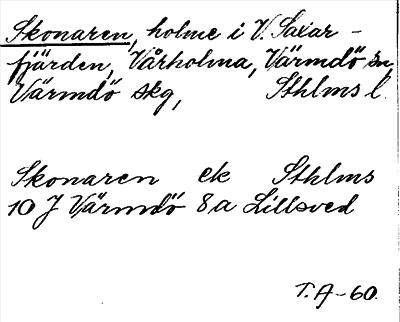 Skonaren, holme i V. Saxar-
fjärden, Vårholma, Värmdö sn,
Värmdö skg, Sthlms l.
Skonaren ek Sthlms
10 J Värmdö 8a Lillsved
T.A-60.